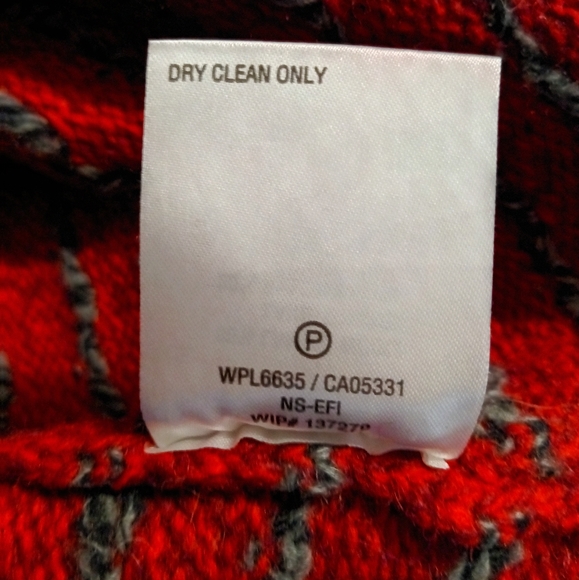 DRY CLEAN ONLY
P
WPL6635 / CA05331
NS-EFI
WIP#